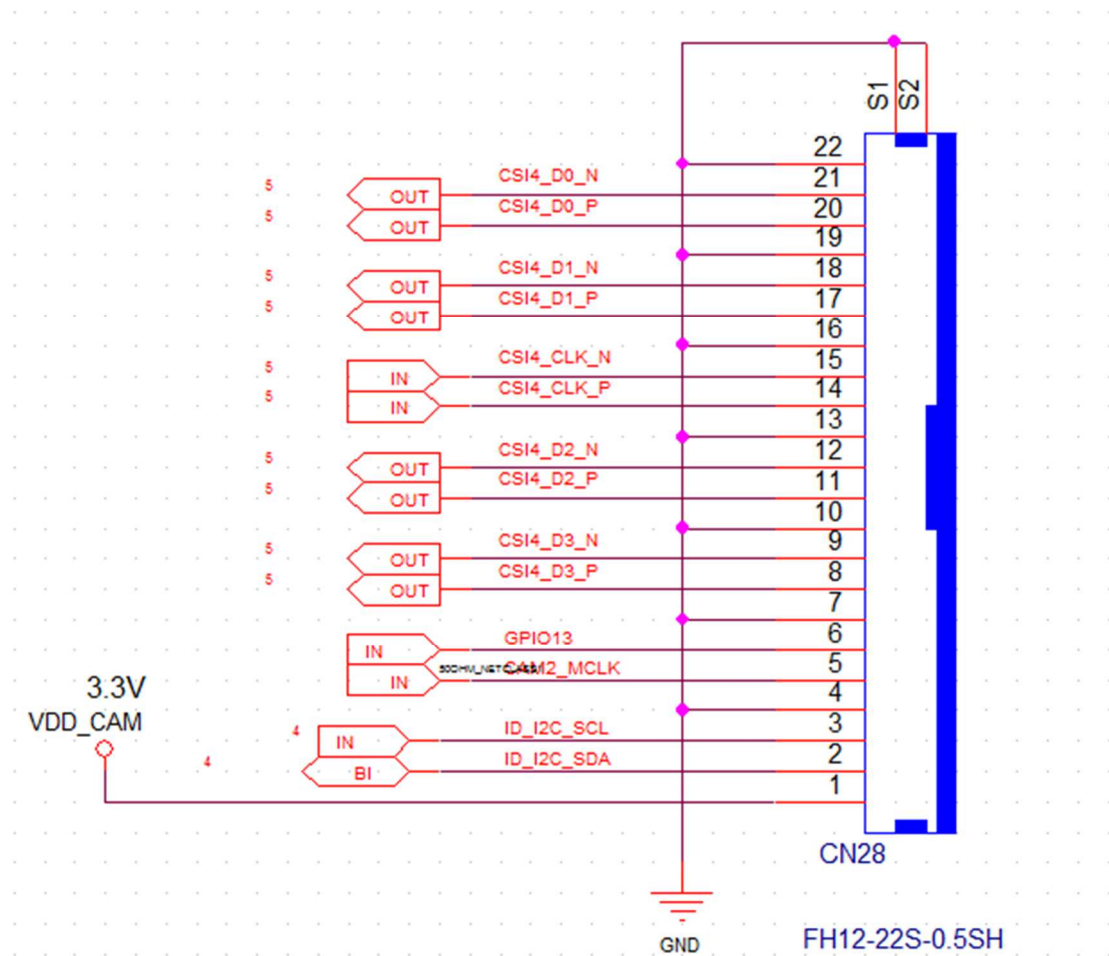 S1
S2
22
CSI4_D0_N 21
5 OUT
CSI4_D0_P 20
5 OUT
19
CSI4_D1_N 18
5 OUT
CSI4_D1_P 17
5 OUT
16
CSI4_CLK_N 15
5 IN
CSI4_CLK_P 14
5 IN
13
CSI4_D2_N 12
5 OUT
CSI4_D2_P 11
5 OUT
10
CSI4_D3_N 9
5 OUT
CSI4_D3_P 8
5 OUT
7
GPIO13 6
IN
CAM2_MCLK 5
IN
3.3V
4
VDD_CAM
ID_I2C_SCL 3
4 IN
ID_I2C_SDA 2
4 BI
1
CN28
GND
FH12-22S-0.5SH